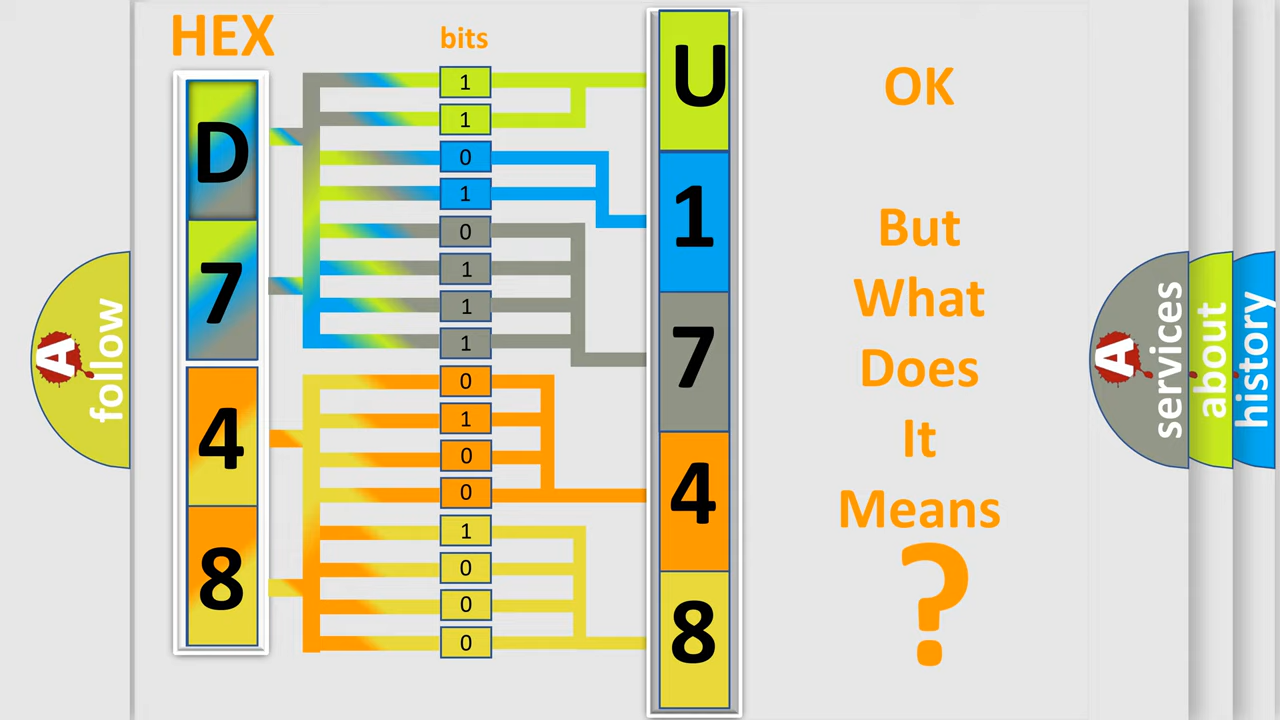 HEX
bits
D
7
4
8
1
1
0
1
0
1
1
1
0
1
0
0
1
0
0
0
U
1
7
4
8
OK
But
What
Does
It
Means
?
A
follow
A
services
about
history